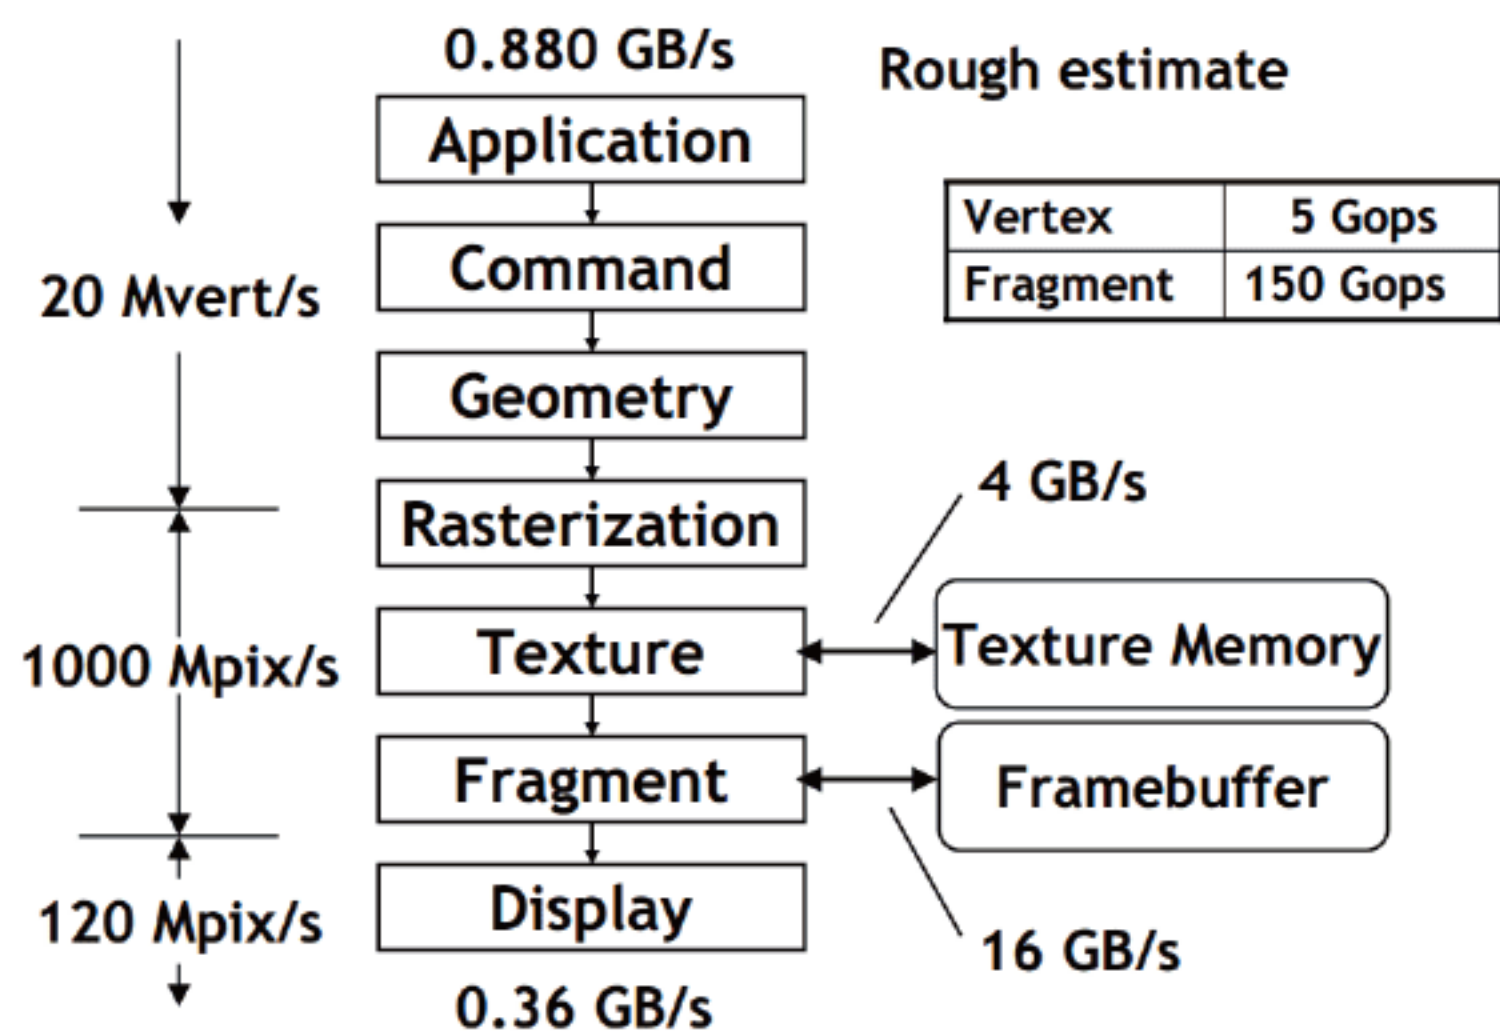 0.880 GB/s
Rough estimate
Application
Vertex 5 Gops
Command
Fragment 150 Gops
20 Mvert/s
Geometry
4 GB/s
Rasterization
Texture Memory
Texture
1000 Mpix/s
Fragment
Framebuffer
Display
120 Mpix/s
16 GB/s
0.36 GB/s